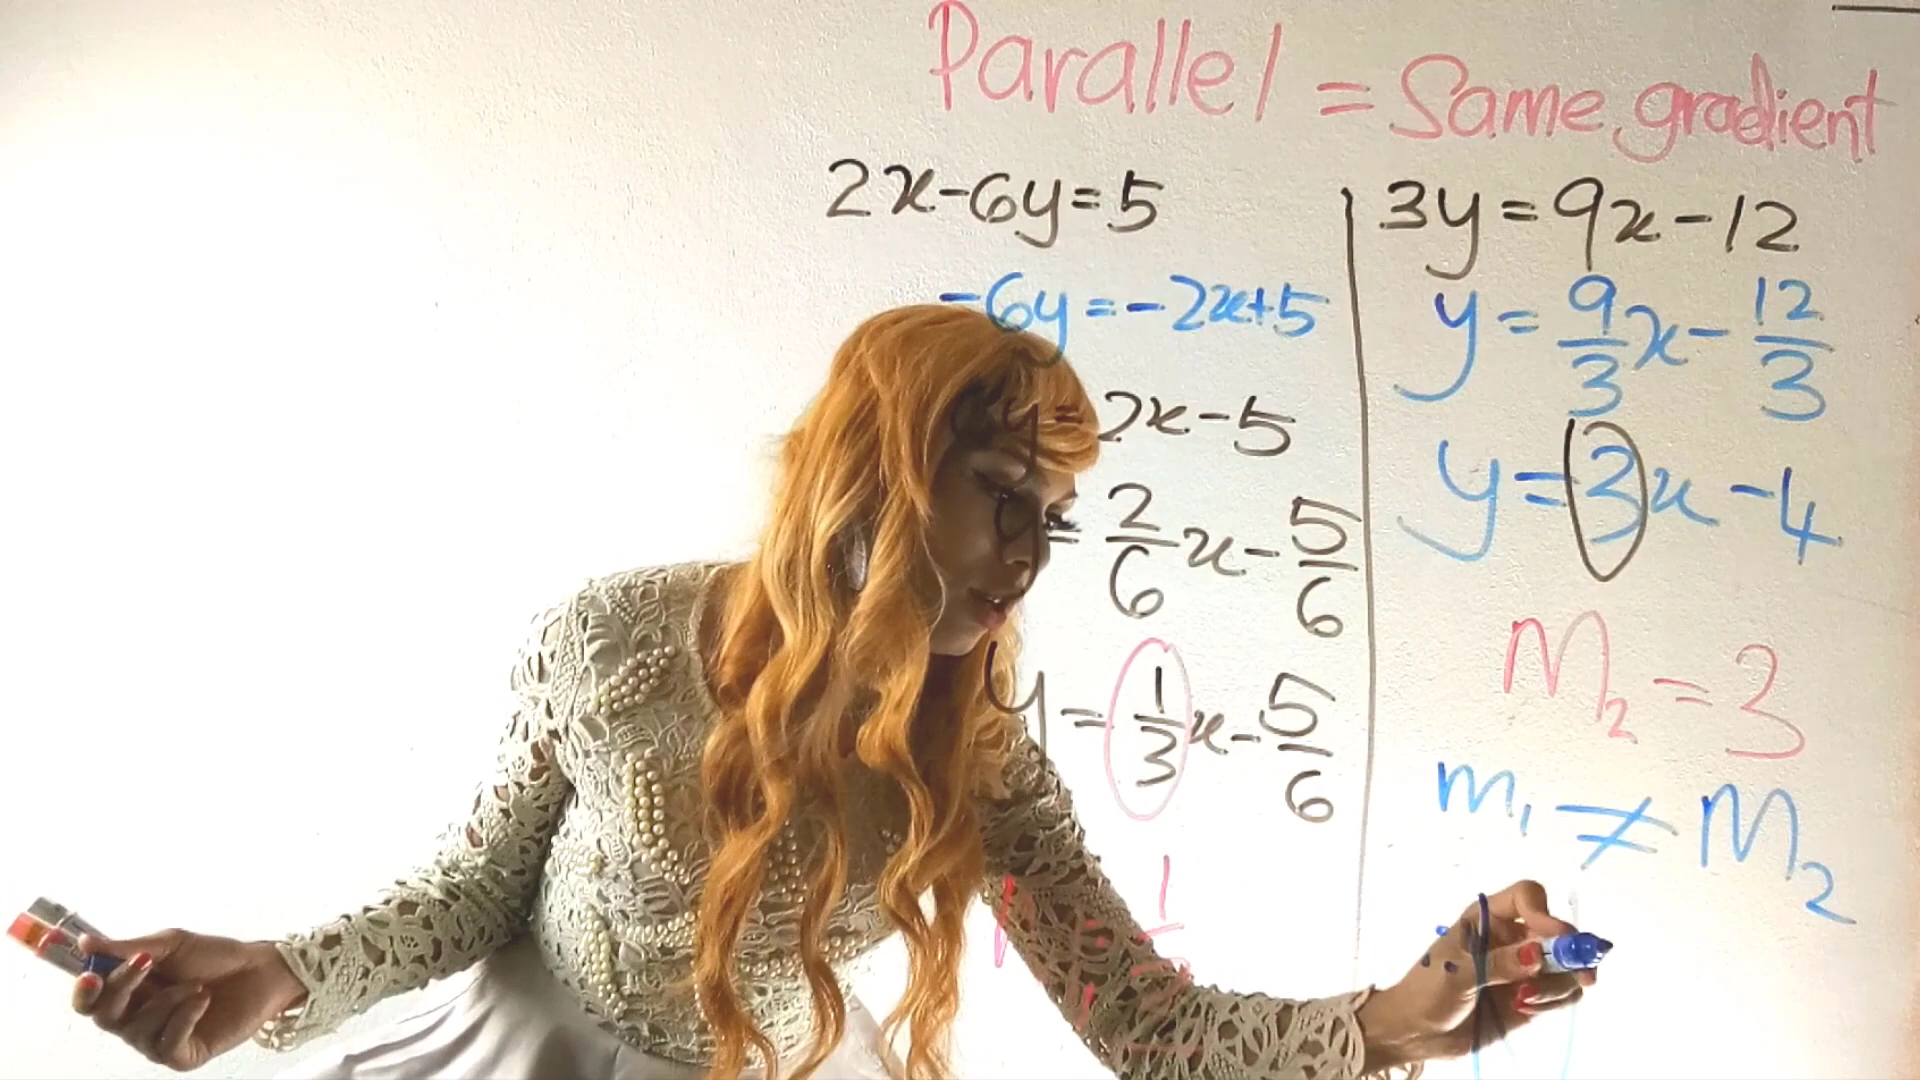 Parallel = Same gradient
2x-6y=5
-6y=-2x+5
y=2x-5
= 2/6 x - 5/6
y = 1/3 x - 5/6
3y=9x-12
y = 9/3 x - 12/3
y=3x-4
M₂=3
m₁≠M₂